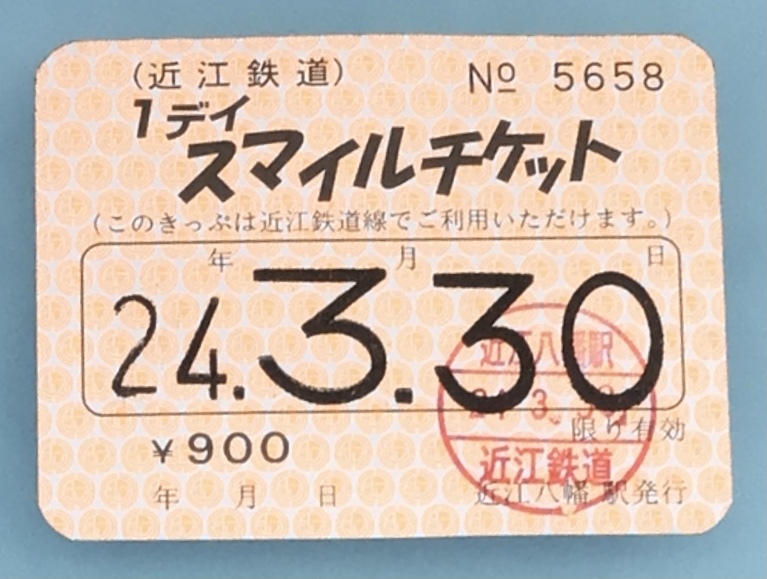 (近江鉄道) № 5658
1デイ
スマイルチケット
(このきっぷは近江鉄道線でご利用いただけます。)
年 月 日
24.3.30
近江八幡駅
24.3.30
限り有効
¥900
近江鉄道
年 月 日 近江八幡 駅発行